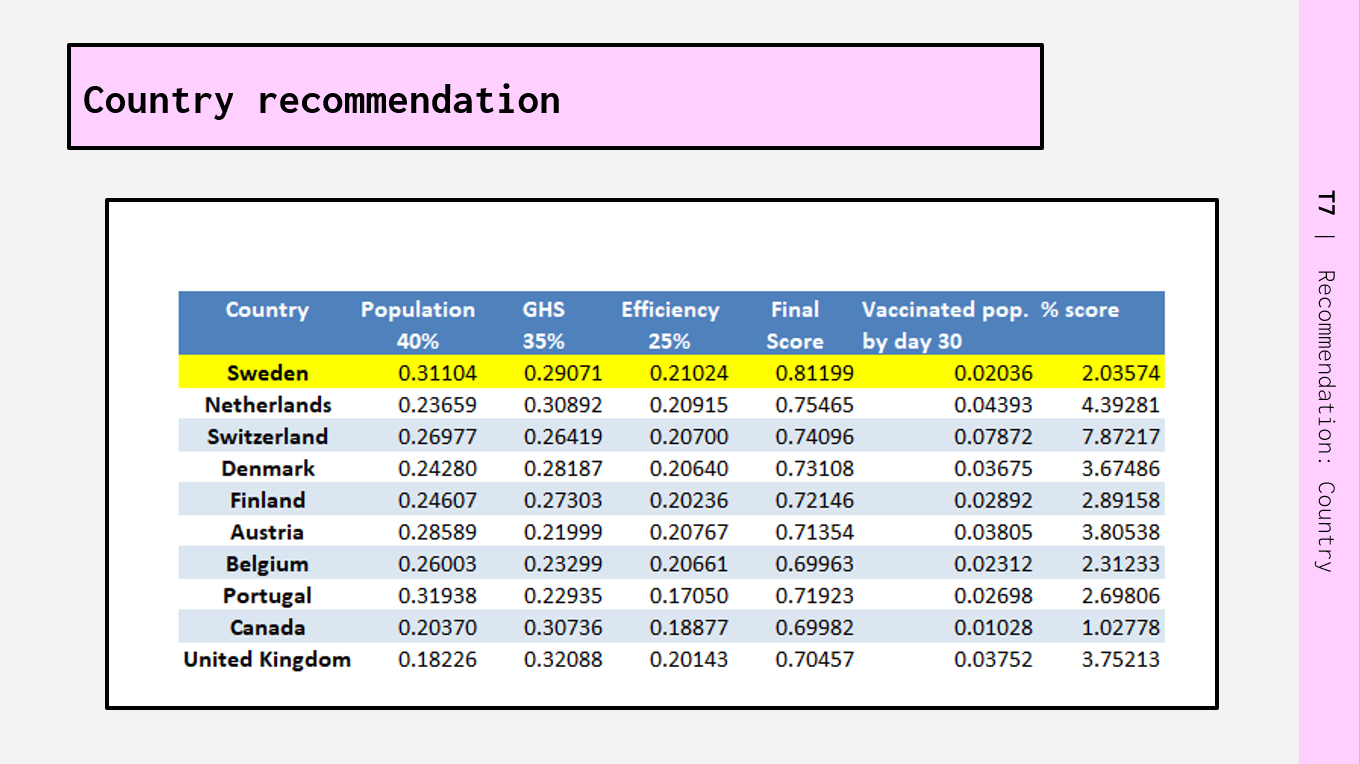 Country recommendation
Country Population GHS Efficiency Final Vaccinated pop. % score
40% 35% 25% Score by day 30
Sweden 0.31104 0.29071 0.21024 0.81199 0.02036 2.03574
Netherlands 0.23659 0.30892 0.20915 0.75465 0.04393 4.39281
Switzerland 0.26977 0.26419 0.20700 0.74096 0.07872 7.87217
Denmark 0.24280 0.28187 0.20640 0.73108 0.03675 3.67486
Finland 0.24607 0.27303 0.20236 0.72146 0.02892 2.89158
Austria 0.28589 0.21999 0.20767 0.71354 0.03805 3.80538
Belgium 0.26003 0.23299 0.20661 0.69963 0.02312 2.31233
Portugal 0.31938 0.22935 0.17050 0.71923 0.02698 2.69806
Canada 0.20370 0.30736 0.18877 0.69982 0.01028 1.02778
United Kingdom 0.18226 0.32088 0.20143 0.70457 0.03752 3.75213
T7 | Recommendation: Country